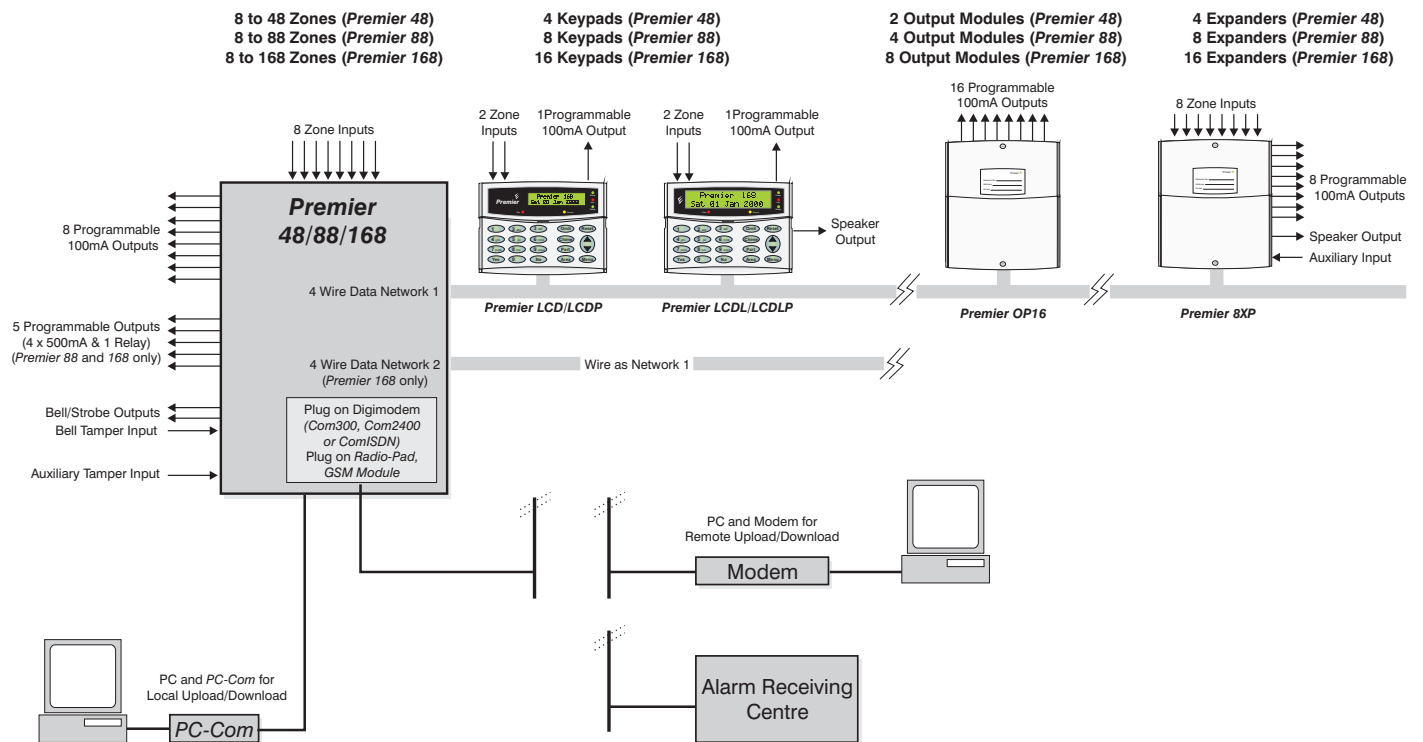 8 to 48 Zones (Premier 48)
8 to 88 Zones (Premier 88)
8 to 168 Zones (Premier 168)
4 Keypads (Premier 48)
8 Keypads (Premier 88)
16 Keypads (Premier 168)
2 Output Modules (Premier 48)
4 Output Modules (Premier 88)
8 Output Modules (Premier 168)
4 Expanders (Premier 48)
8 Expanders (Premier 88)
16 Expanders (Premier 168)
8 Zone Inputs
2 Zone
Inputs
1Programmable
100mA Output
2 Zone
Inputs
1Programmable
100mA Output
16 Programmable
100mA Outputs
8 Zone Inputs
Premier
48/88/168
8 Programmable
100mA Outputs
Premier
Premier 168
Sat 01 Jan 2000
Premier 168
Sat 01 Jan 2000
Speaker
Output
8 Programmable
100mA Outputs
Speaker Output
Auxiliary Input
4 Wire Data Network 1
Premier LCD/LCDP
Premier LCDL/LCDLP
Premier OP16
Premier 8XP
5 Programmable Outputs
(4 x 500mA & 1 Relay)
(Premier 88 and 168 only)
4 Wire Data Network 2
(Premier 168 only)
Wire as Network 1
Bell/Strobe Outputs
Bell Tamper Input
Auxiliary Tamper Input
Plug on Digimodem
(Com300, Com2400
or ComISDN)
Plug on Radio-Pad,
GSM Module
PC and Modem for
Remote Upload/Download
Modem
PC and PC-Com for
Local Upload/Download
PC-Com
Alarm Receiving
Centre